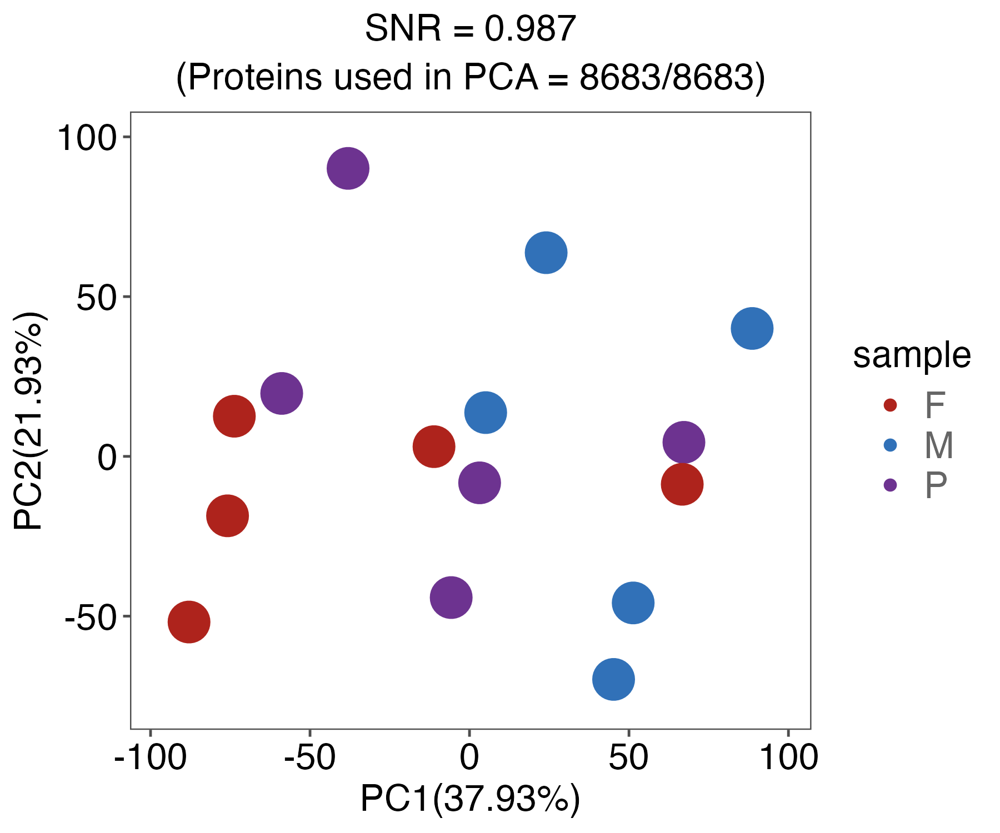 SNR = 0.987
(Proteins used in PCA = 8683/8683)
100
50
0
-50
PC2(21.93%)
-100 -50 0 50 100
PC1(37.93%)
sample
F
M
P